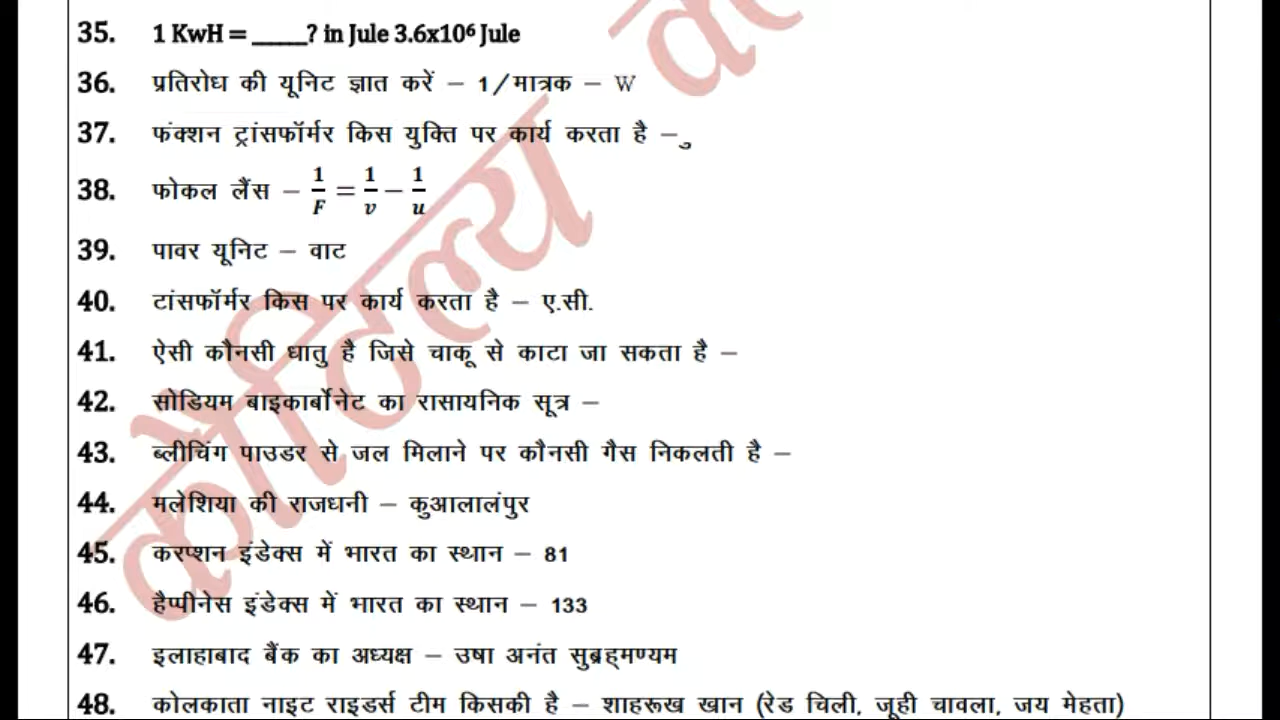 35. 1 KwH = _____? in Jule 3.6x10⁶ Jule
36. प्रतिरोध की यूनिट ज्ञात करें – 1/मात्रक – W
37. फंक्शन ट्रांसफॉर्मर किस युक्ति पर कार्य करता है –
38. फोकल लैंस – 1/F = 1/v – 1/u
39. पावर यूनिट – वाट
40. टांसफॉर्मर किस पर कार्य करता है – ए.सी.
41. ऐसी कौनसी धातु है जिसे चाकू से काटा जा सकता है –
42. सोडियम बाइकार्बोनेट का रासायनिक सूत्र –
43. ब्लीचिंग पाउडर से जल मिलाने पर कौनसी गैस निकलती है –
44. मलेशिया की राजधनी – कुआलालंपुर
45. करप्शन इंडेक्स में भारत का स्थान – 81
46. हैप्पीनेस इंडेक्स में भारत का स्थान – 133
47. इलाहाबाद बैंक का अध्यक्ष – उषा अनंत सुब्रह्मण्यम
48. कोलकाता नाइट राइडर्स टीम किसकी है – शाहरूख खान (रेड चिली, जूही चावला, जय मेहता)
कौटिल्य